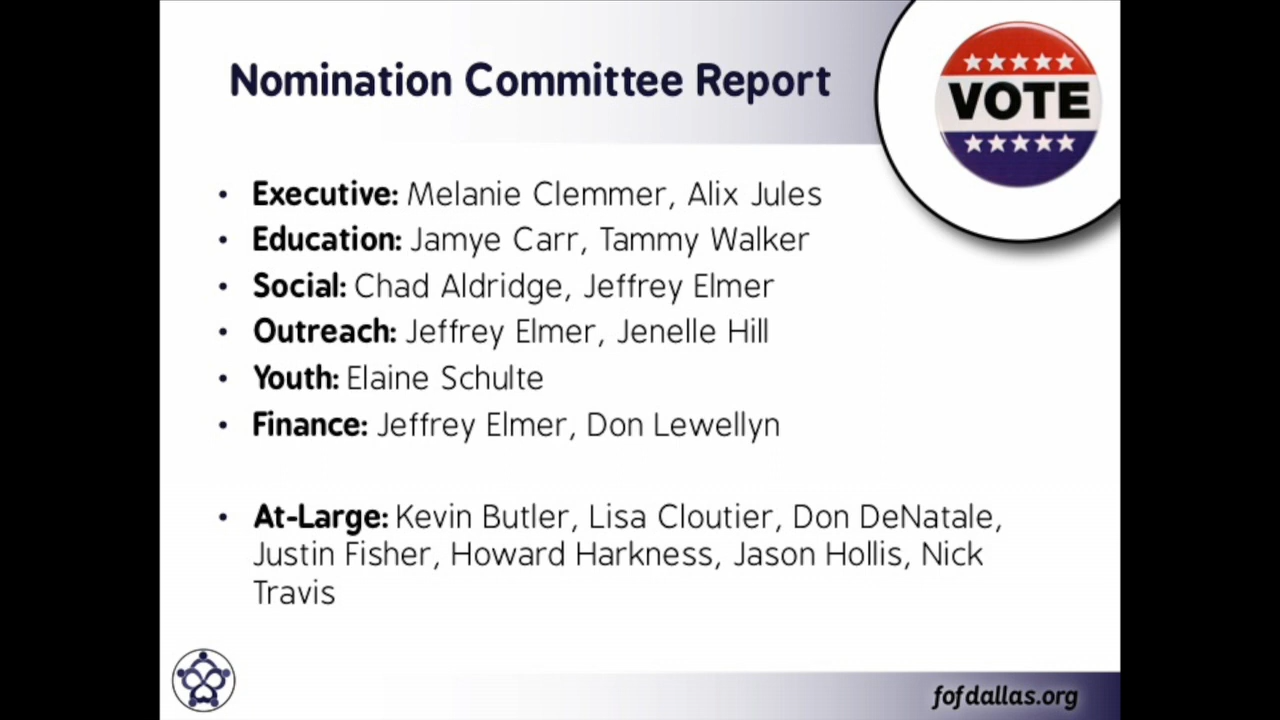 Nomination Committee Report
VOTE
• Executive: Melanie Clemmer, Alix Jules
• Education: Jamye Carr, Tammy Walker
• Social: Chad Aldridge, Jeffrey Elmer
• Outreach: Jeffrey Elmer, Jenelle Hill
• Youth: Elaine Schulte
• Finance: Jeffrey Elmer, Don Lewellyn
• At-Large: Kevin Butler, Lisa Cloutier, Don DeNatale,
Justin Fisher, Howard Harkness, Jason Hollis, Nick
Travis
fofdallas.org